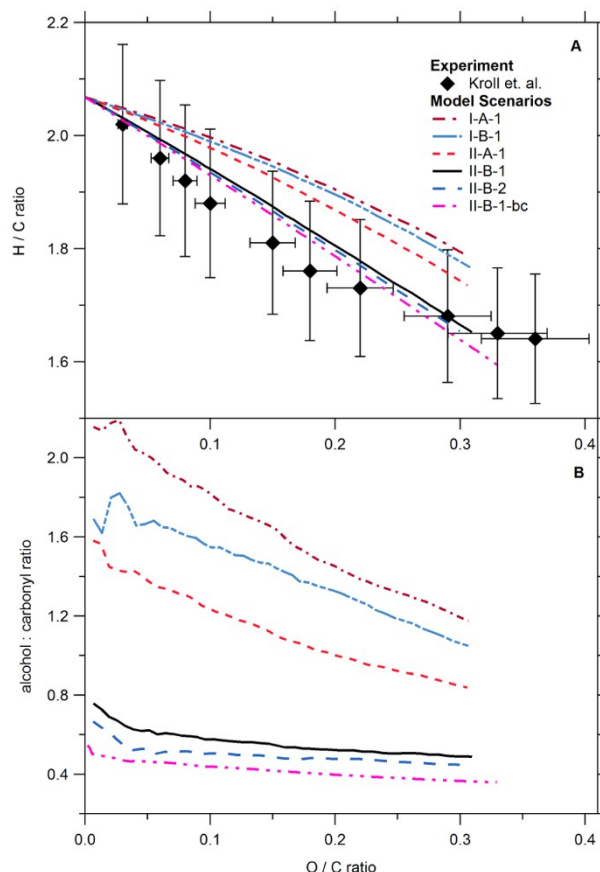 2.2
A
Experiment
Kroll et. al.
Model Scenarios
I-A-1
I-B-1
II-A-1
II-B-1
II-B-2
II-B-1-bc
2.0
1.8
1.6
H / C ratio
0.1
0.2
0.3
0.4
B
2.0
1.6
1.2
0.8
0.4
alcohol : carbonyl ratio
0.0
0.1
0.2
0.3
0.4
O / C ratio